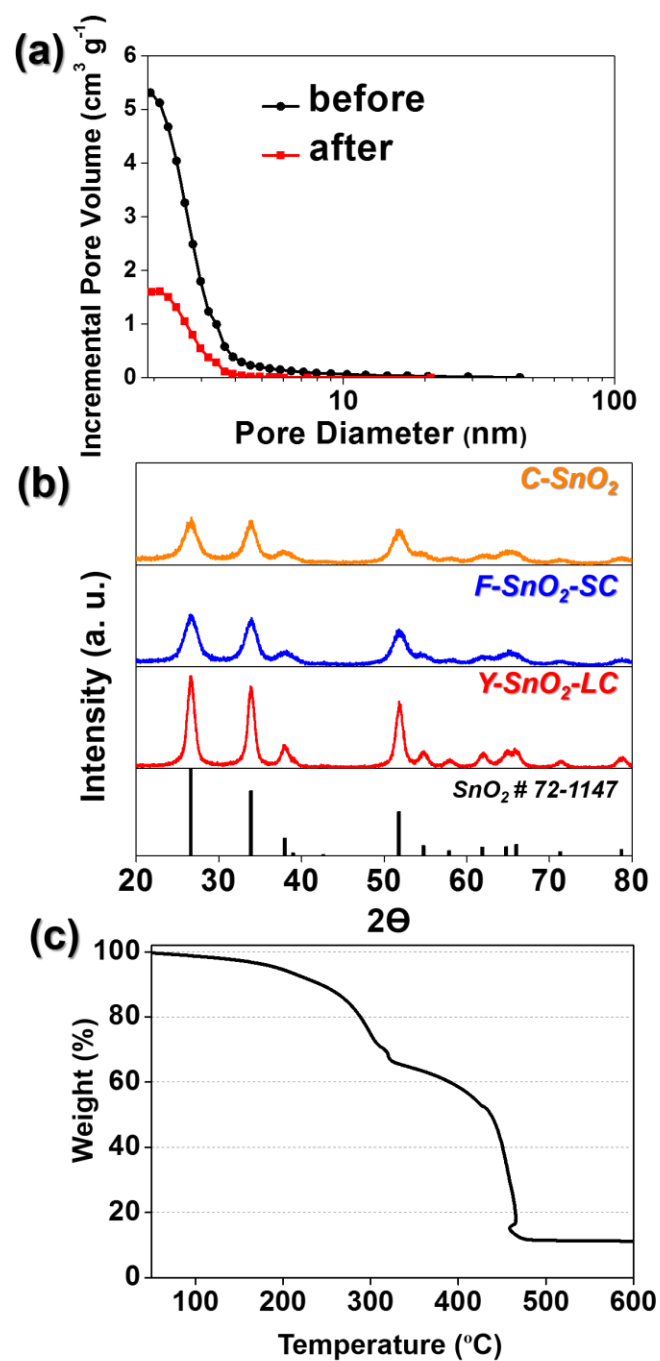 (a)
Incremental Pore Volume (cm³ g⁻¹)
6
5
4
3
2
1
0
before
after
10
100
Pore Diameter (nm)
(b)
Intensity (a. u.)
C-SnO₂
F-SnO₂-SC
Y-SnO₂-LC
SnO₂ # 72-1147
20 30 40 50 60 70 80
2Θ
(c)
Weight (%)
100
80
60
40
20
0
100 200 300 400 500 600
Temperature (ºC)